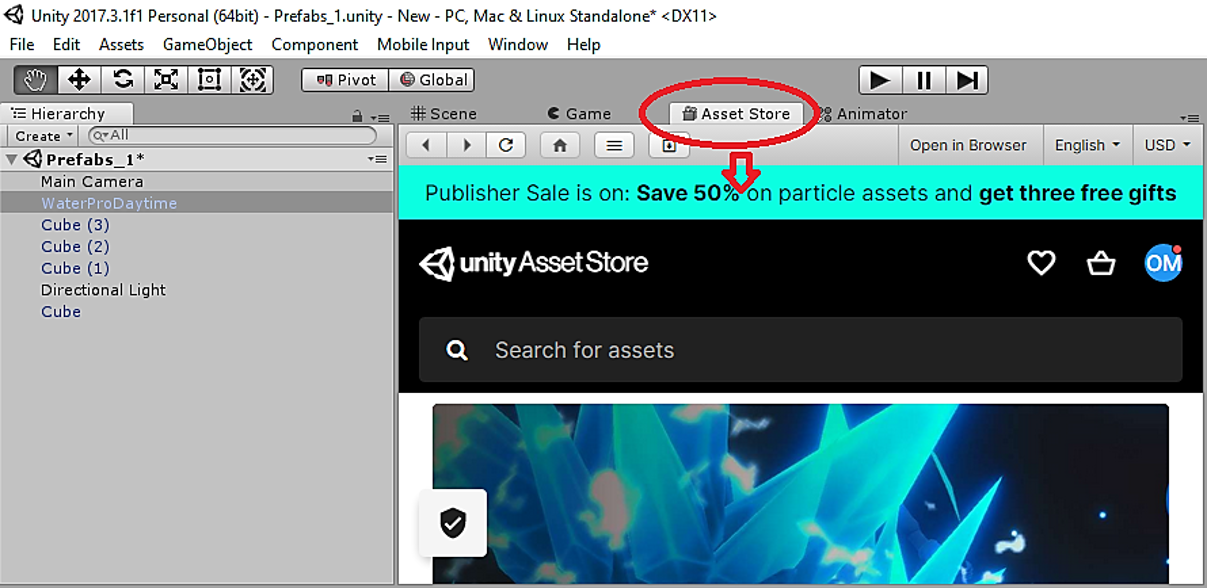 Unity 2017.3.1f1 Personal (64bit) - Prefabs_1.unity - New - PC, Mac & Linux Standalone* <DX11>
File Edit Assets GameObject Component Mobile Input Window Help
Pivot Global
Hierarchy
Scene Game Asset Store Animator
Create All
Open in Browser English USD
Prefabs_1*
Main Camera
WaterProDaytime
Cube (3)
Cube (2)
Cube (1)
Directional Light
Cube
Publisher Sale is on: Save 50% on particle assets and get three free gifts
unity Asset Store
OM
Search for assets